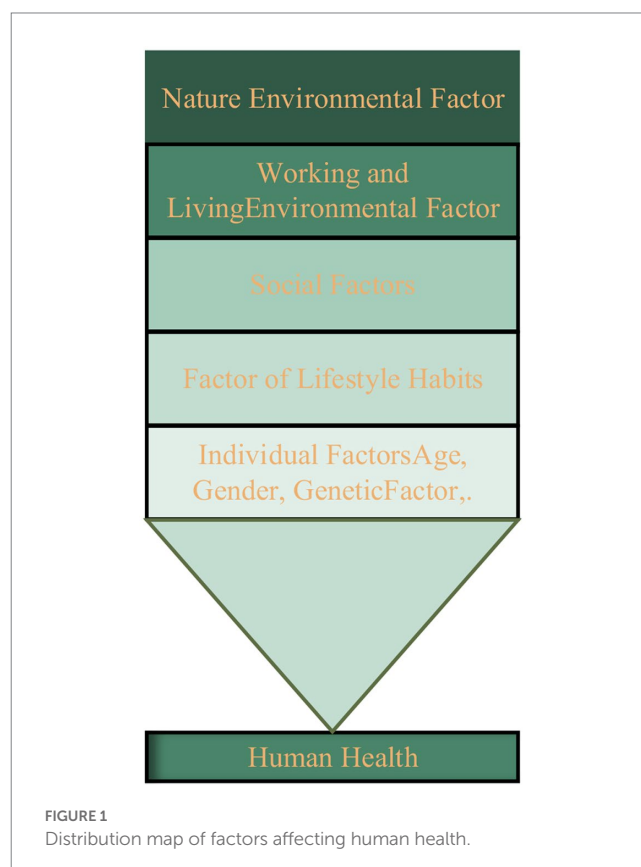 Nature Environmental Factor
Working and
LivingEnvironmental Factor
Social Factors
Factor of Lifestyle Habits
Individual FactorsAge,
Gender, GeneticFactor,.
Human Health
FIGURE 1
Distribution map of factors affecting human health.